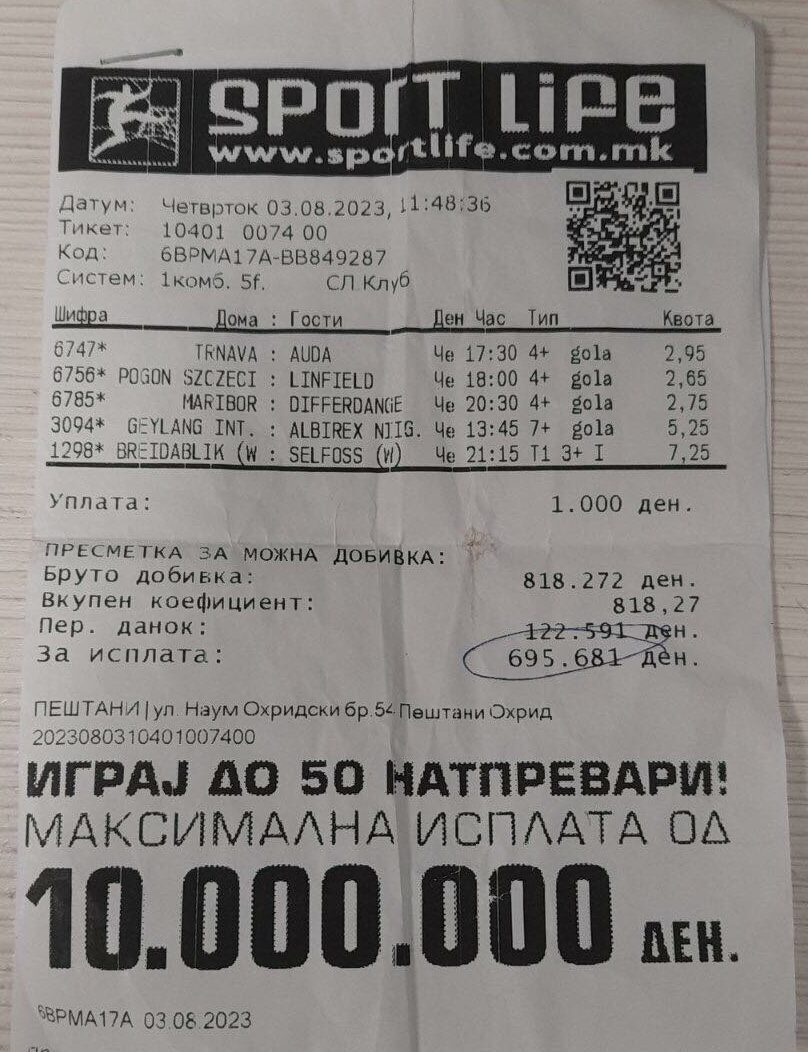 SPORT LIFE
www.sportlife.com.mk
Датум: Четврток 03.08.2023, 11:48:36
Тикет: 10401 0074 00
Код: 6BPMA17A-BB849287
Систем: 1комб. 5f. СЛ Клуб
Шифра Дома : Гости Ден Час Тип Квота
6747* TRNAVA : AUDA Че 17:30 4+ gola 2,95
6756* POGON SZCZECI : LINFIELD Че 18:00 4+ gola 2,65
6785* MARIBOR : DIFFERDANGE Че 20:30 4+ gola 2,75
3094* GEYLANG INT. : ALBIREX NIIG. Че 13:45 7+ gola 5,25
1298* BREIDABLIK (W : SELFOSS (W) Че 21:15 T1 3+ I 7,25
Уплата: 1.000 ден.
ПРЕСМЕТКА ЗА МОЖНА ДОБИВКА:
Бруто добивка: 818.272 ден.
Вкупен коефициент: 818,27
Пер. данок: 122.591 ден.
За исплата: 695.681 ден.
ПЕШТАНИ|ул. Наум Охридски бр.54 Пештани Охрид
2023080310401007400
ИГРАЈ ДО 50 НАТПРЕВАРИ!
МАКСИМАЛНА ИСПЛАТА ОД
10.000.000 ДЕН.
6BPMA17A 03.08.2023